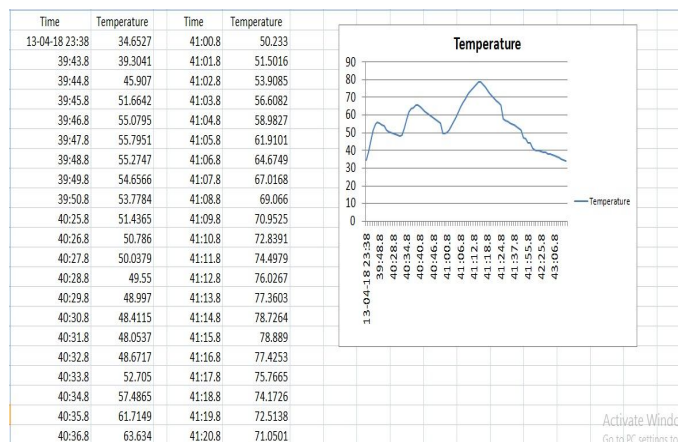 Time Temperature Time Temperature
13-04-18 23:38 34.6527 41:00.8 50.233
39:43.8 39.3041 41:01.8 51.5016
39:44.8 45.907 41:02.8 53.9085
39:45.8 51.6642 41:03.8 56.6082
39:46.8 55.0795 41:04.8 58.9827
39:47.8 55.7951 41:05.8 61.9101
39:48.8 55.2747 41:06.8 64.6749
39:49.8 54.6566 41:07.8 67.0168
39:50.8 53.7784 41:08.8 69.066
40:25.8 51.4365 41:09.8 70.9525
40:26.8 50.786 41:10.8 72.8391
40:27.8 50.0379 41:11.8 74.4979
40:28.8 49.55 41:12.8 76.0267
40:29.8 48.997 41:13.8 77.3603
40:30.8 48.4115 41:14.8 78.7264
40:31.8 48.0537 41:15.8 78.889
40:32.8 48.6717 41:16.8 77.4253
40:33.8 52.705 41:17.8 75.7665
40:34.8 57.4865 41:18.8 74.1726
40:35.8 61.7149 41:19.8 72.5138
40:36.8 63.634 41:20.8 71.0501
Temperature
90
80
70
60
50
40
30
20
10
0
13-04-18 23:38
39:48.8
40:28.8
40:34.8
40:40.8
40:46.8
41:00.8
41:06.8
41:12.8
41:18.8
41:24.8
41:37.8
41:55.8
42:25.8
43:06.8
Temperature
Activate Windo
Go to PC settings to